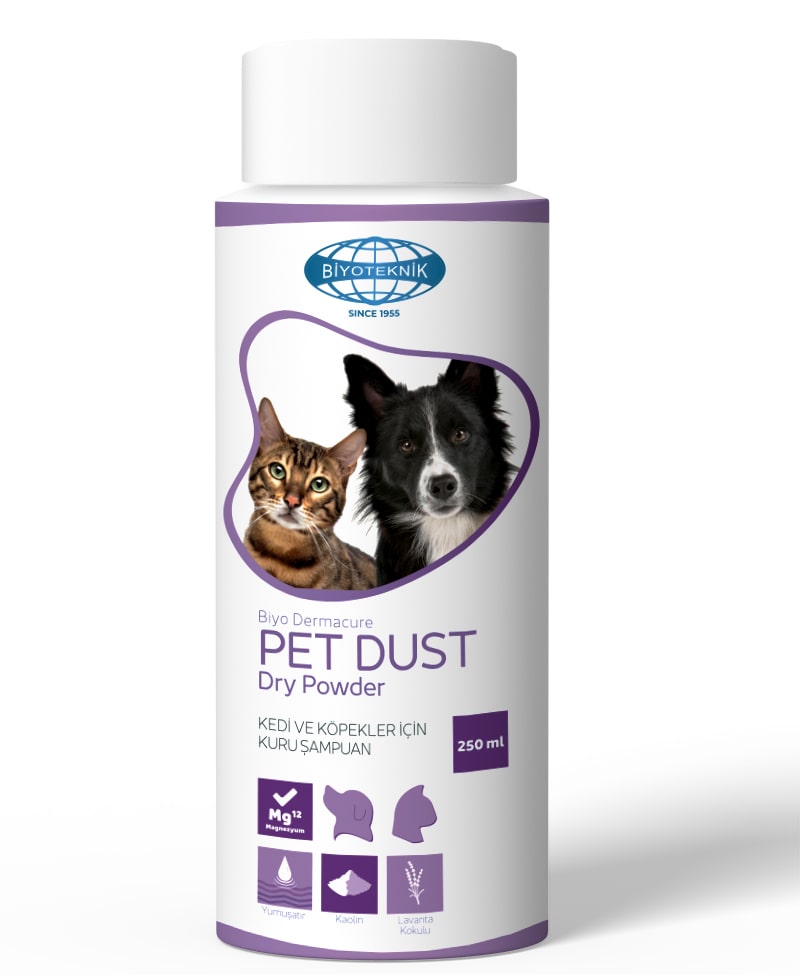 BİYOTEKNİK
SINCE 1955
Biyo Dermacure
PET DUST
Dry Powder
KEDİ VE KÖPEKLER İÇİN
KURU ŞAMPUAN
250 ml
Mg¹²
Magnezyum
Yumuşatır
Kaolin
Lavanta
Kokulu